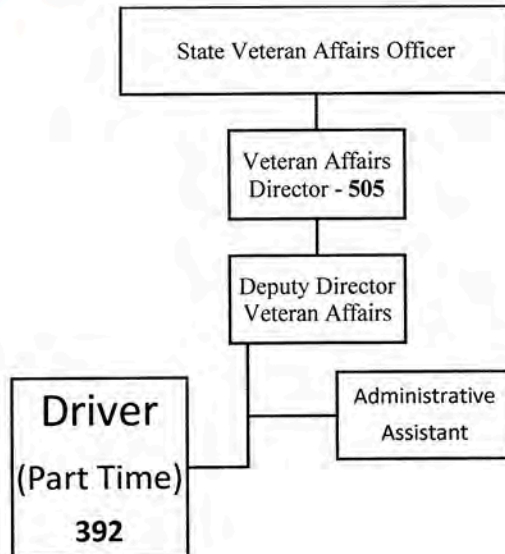 State Veteran Affairs Officer
Veteran Affairs
Director - 505
Deputy Director
Veteran Affairs
Administrative
Assistant
Driver
(Part Time)
392